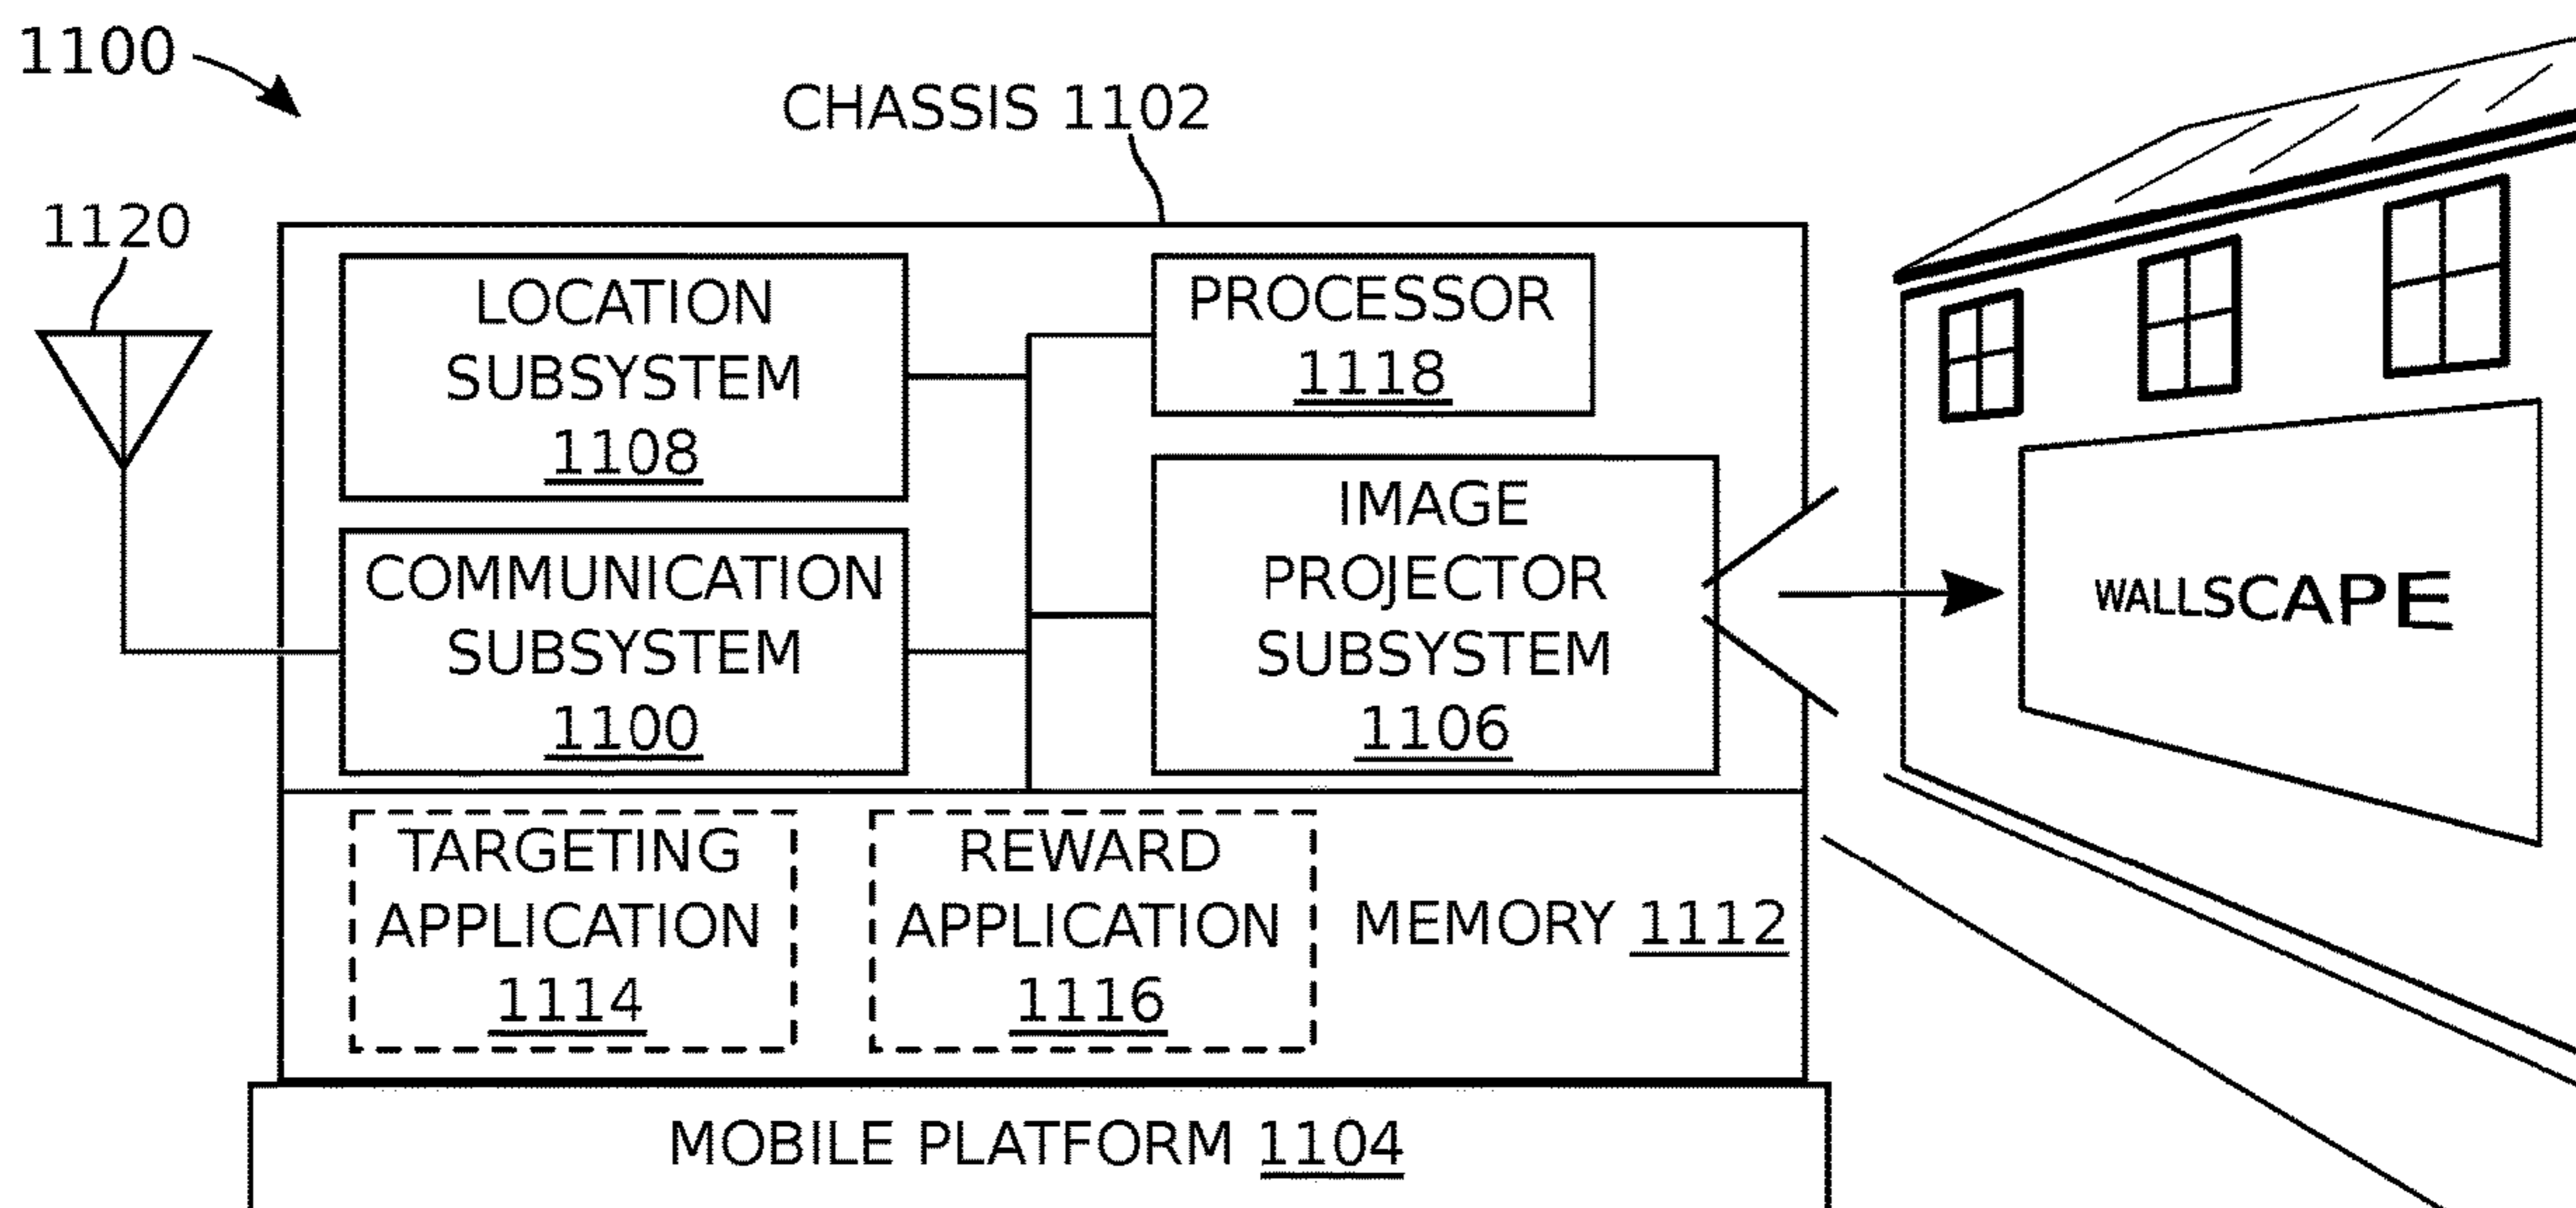 1100
CHASSIS 1102
1120
LOCATION
SUBSYSTEM
1108
PROCESSOR
1118
COMMUNICATION
SUBSYSTEM
1100
IMAGE
PROJECTOR
SUBSYSTEM
1106
WALLSCAPE
TARGETING
APPLICATION
1114
REWARD
APPLICATION
1116
MEMORY 1112
MOBILE PLATFORM 1104